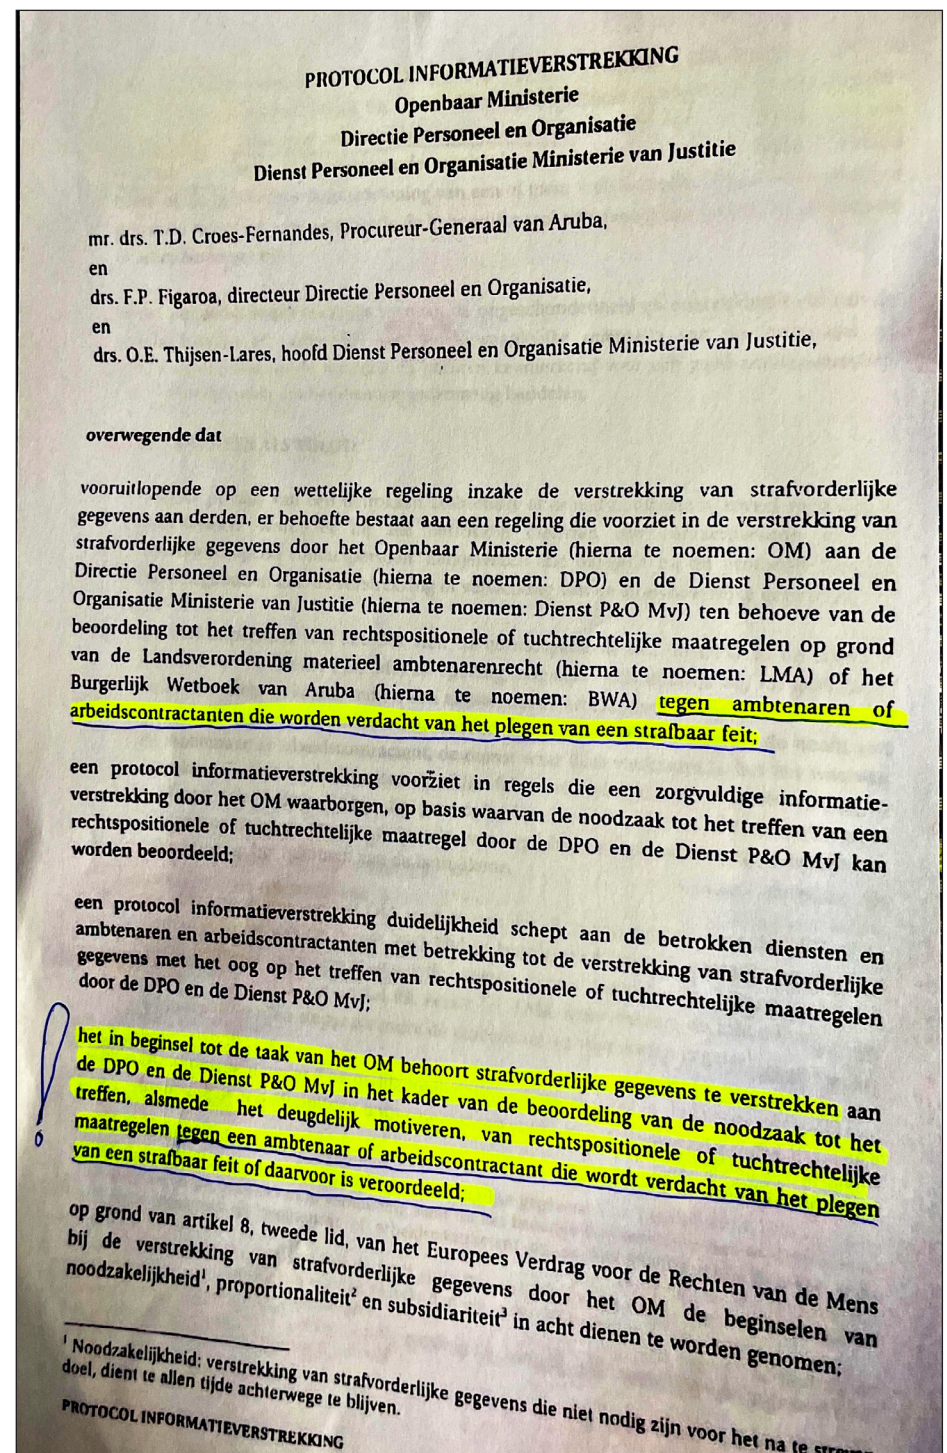 PROTOCOL INFORMATIEVERSTREKKING
Openbaar Ministerie
Directie Personeel en Organisatie
Dienst Personeel en Organisatie Ministerie van Justitie
mr. drs. T.D. Croes-Fernandes, Procureur-Generaal van Aruba,
en
drs. F.P. Figaroa, directeur Directie Personeel en Organisatie,
en
drs. O.E. Thijsen-Lares, hoofd Dienst Personeel en Organisatie Ministerie van Justitie,
overwegende dat
vooruitlopende op een wettelijke regeling inzake de verstrekking van strafvorderlijke
gegevens aan derden, er behoefte bestaat aan een regeling die voorziet in de verstrekking van
strafvorderlijke gegevens door het Openbaar Ministerie (hierna te noemen: OM) aan de
Directie Personeel en Organisatie (hierna te noemen: DPO) en de Dienst Personeel en
Organisatie Ministerie van Justitie (hierna te noemen: Dienst P&O MvJ) ten behoeve van de
beoordeling tot het treffen van rechtspositionele of tuchtrechtelijke maatregelen op grond
van de Landsverordening materieel ambtenarenrecht (hierna te noemen: LMA) of het
Burgerlijk Wetboek van Aruba (hierna te noemen: BWA) tegen ambtenaren of
arbeidscontractanten die worden verdacht van het plegen van een strafbaar feit;
een protocol informatieverstrekking voorziet in regels die een zorgvuldige informatie-
verstrekking door het OM waarborgen, op basis waarvan de noodzaak tot het treffen van een
rechtspositionele of tuchtrechtelijke maatregel door de DPO en de Dienst P&O MvJ kan
worden beoordeeld;
een protocol informatieverstrekking duidelijkheid schept aan de betrokken diensten en
ambtenaren en arbeidscontractanten met betrekking tot de verstrekking van strafvorderlijke
gegevens met het oog op het treffen van rechtspositionele of tuchtrechtelijke maatregelen
door de DPO en de Dienst P&O MvJ;
het in beginsel tot de taak van het OM behoort strafvorderlijke gegevens te verstrekken aan
de DPO en de Dienst P&O MvJ in het kader van de beoordeling van de noodzaak tot het
treffen, alsmede het deugdelijk motiveren, van rechtspositionele of tuchtrechtelijke
maatregelen tegen een ambtenaar of arbeidscontractant die wordt verdacht van het plegen
van een strafbaar feit of daarvoor is veroordeeld;
op grond van artikel 8, tweede lid, van het Europees Verdrag voor de Rechten van de Mens
bij de verstrekking van strafvorderlijke gegevens door het OM de beginselen van
noodzakelijkheid¹, proportionaliteit² en subsidiariteit³ in acht dienen te worden genomen;
¹ Noodzakelijkheid: verstrekking van strafvorderlijke gegevens die niet nodig zijn voor het na te
doel, dient te allen tijde achterwege te blijven.
PROTOCOL INFORMATIEVERSTREKKING